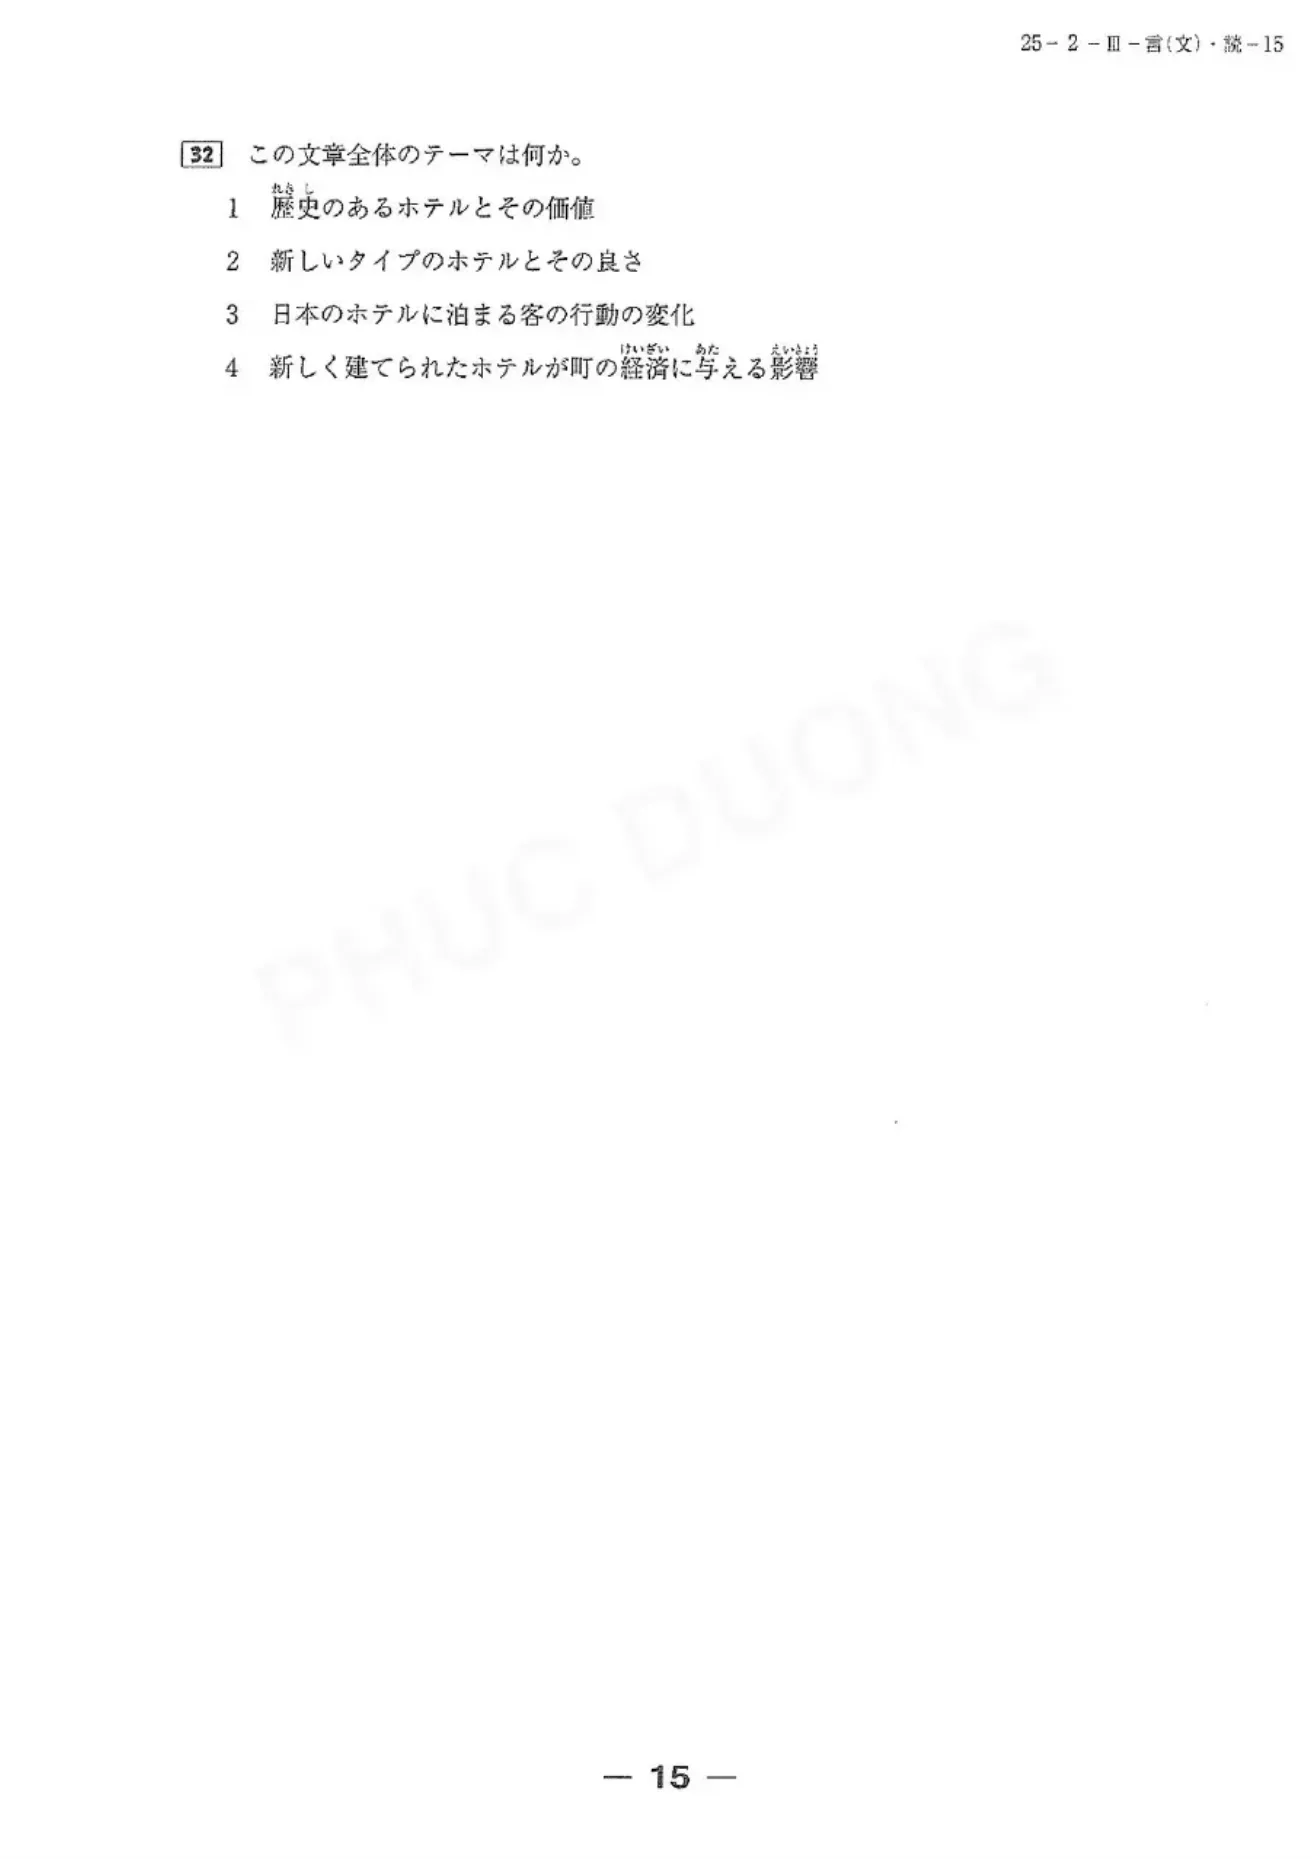 25-2-Ⅲ-言(文)・読-15
32 この文章全体のテーマは何か。
1 歴史のあるホテルとその価値
2 新しいタイプのホテルとその良さ
3 日本のホテルに泊まる客の行動の変化
4 新しく建てられたホテルが町の経済に与える影響
PHUC DUONG
— 15 —